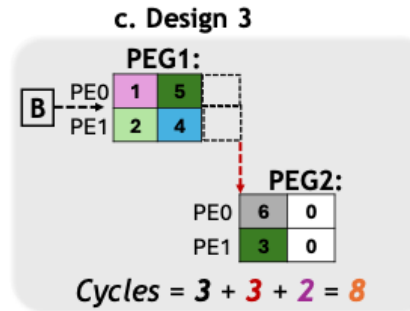 c. Design 3
PEG1:
B PE0 1 5
PE1 2 4
PEG2:
PE0 6 0
PE1 3 0
Cycles = 3 + 3 + 2 = 8